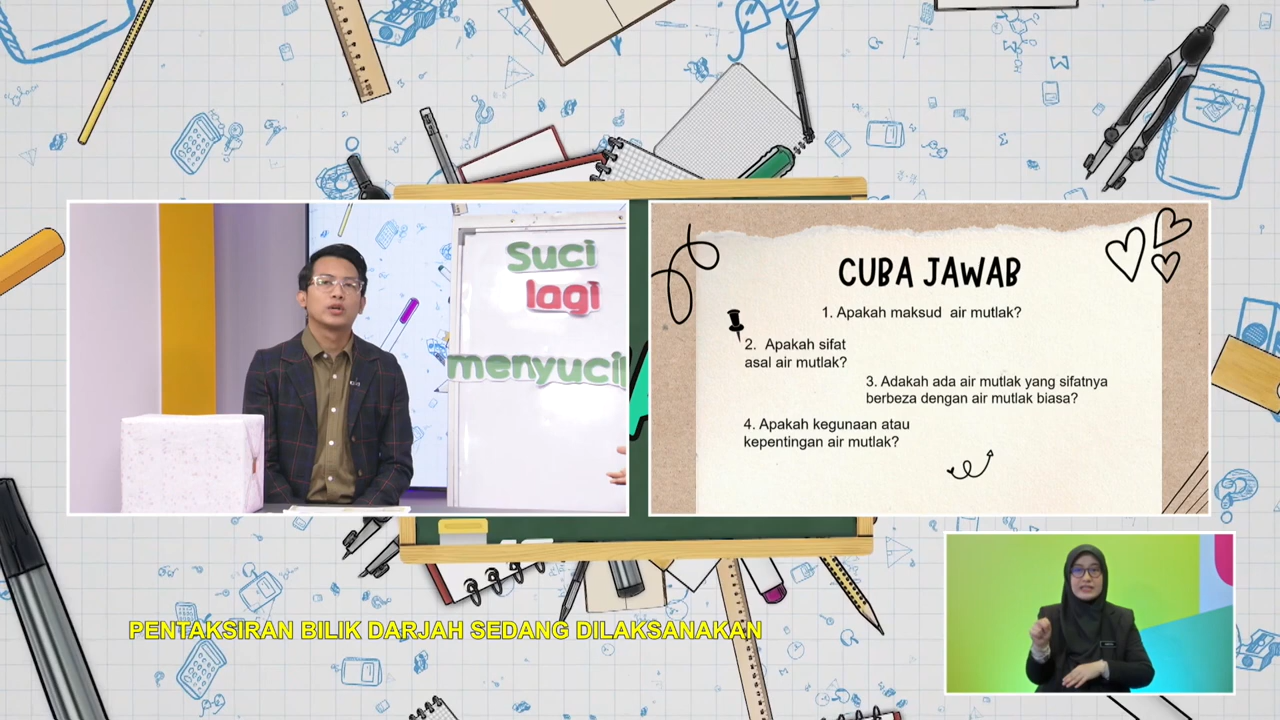 Suci
lagi
menyucik
CUBA JAWAB
1. Apakah maksud air mutlak?
2. Apakah sifat
asal air mutlak?
3. Adakah ada air mutlak yang sifatnya
berbeza dengan air mutlak biasa?
4. Apakah kegunaan atau
kepentingan air mutlak?
PENTAKSIRAN BILIK DARJAH SEDANG DILAKSANAKAN